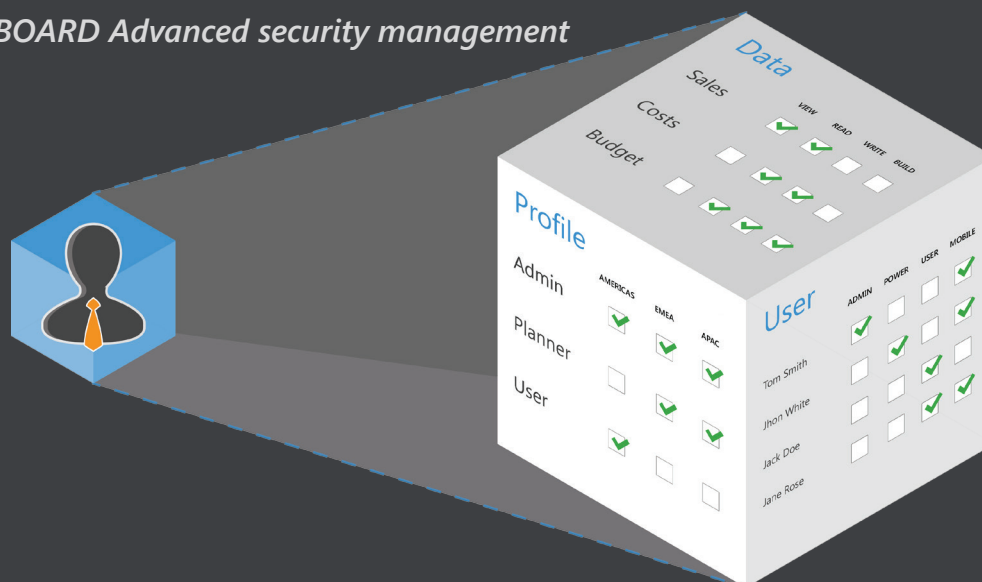 BOARD Advanced security management
Data
VIEW READ WRITE BUILD
Sales
Costs
Budget
Profile
AMERICAS EMEA APAC
Admin
Planner
User
User
ADMIN POWER USER MOBILE
Tom Smith
Jhon White
Jack Doe
Jane Rose